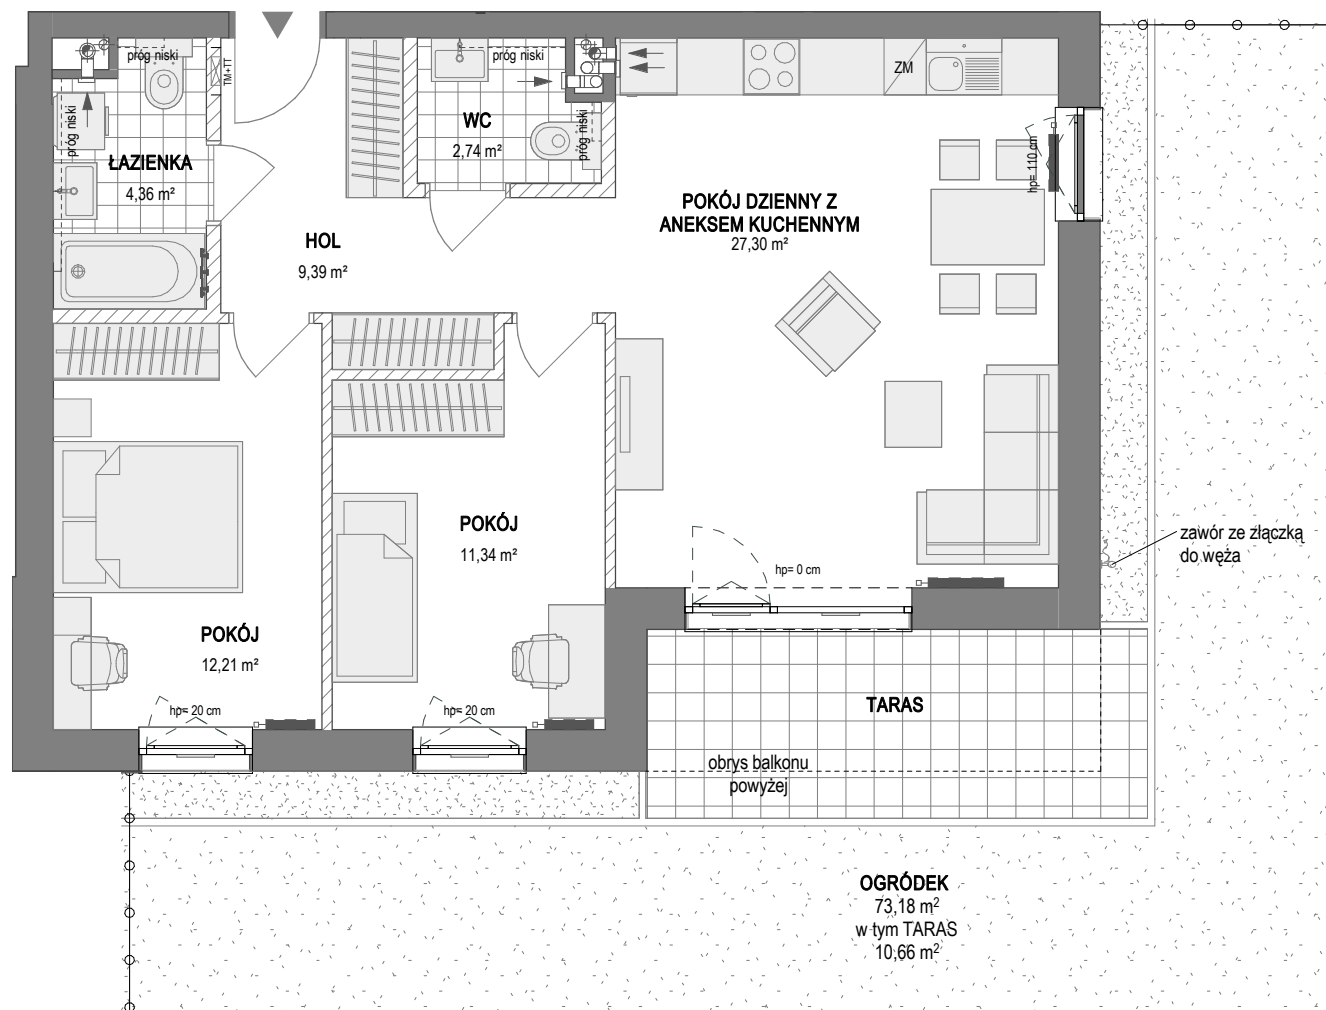 próg niski
TM+TT
próg niski
ŁAZIENKA
4,36 m²
próg niski
WC
2,74 m²
próg niski
ZM
hp= 110 cm
POKÓJ DZIENNY Z
ANEKSEM KUCHENNYM
27,30 m²
HOL
9,39 m²
POKÓJ
11,34 m²
zawór ze złączką
do węża
hp= 0 cm
POKÓJ
12,21 m²
hp= 20 cm
hp= 20 cm
TARAS
obrys balkonu
powyżej
OGRÓDEK
73,18 m²
w tym TARAS
10,66 m²